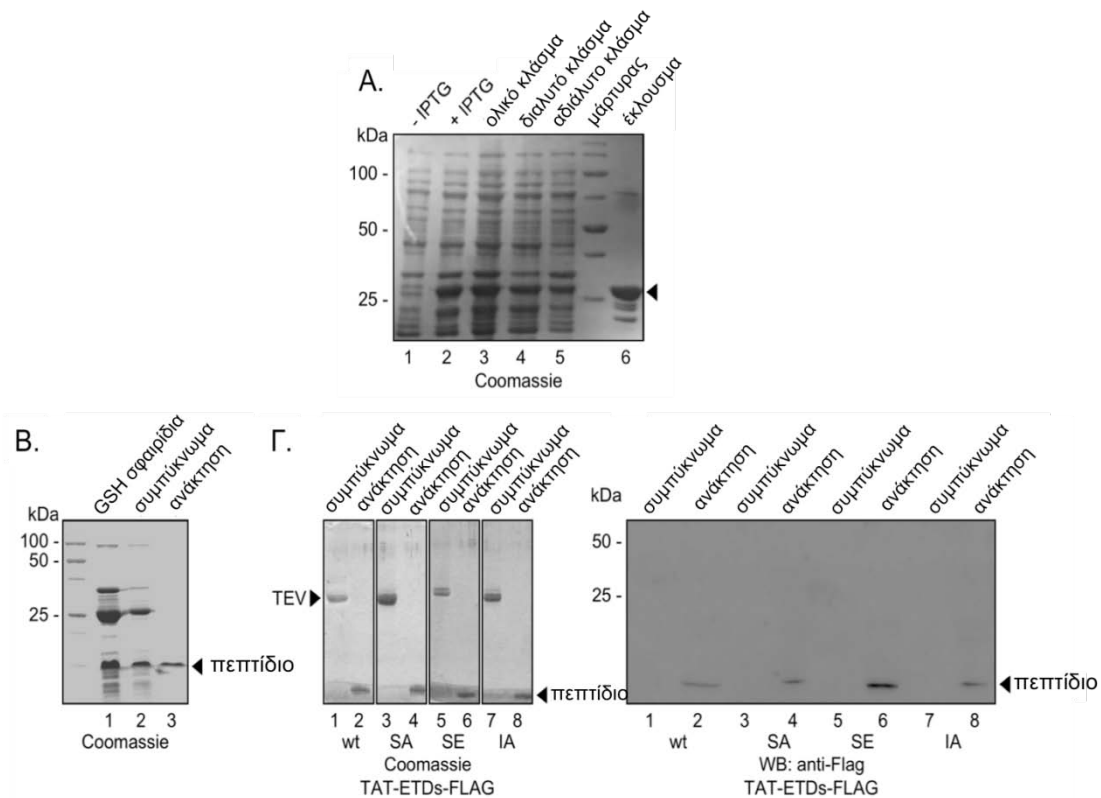 A.
- IPTG
+ IPTG
ολικό κλάσμα
διαλυτό κλάσμα
αδιάλυτο κλάσμα
μάρτυρας
έκλουσμα
kDa
100 -
50 -
25 -
1 2 3 4 5 6
Coomassie
B.
GSH σφαιρίδια
συμπύκνωμα
ανάκτηση
kDa
100 -
50 -
25 -
πεπτίδιο
1 2 3
Coomassie
Γ.
συμπύκνωμα
ανάκτηση
συμπύκνωμα
ανάκτηση
συμπύκνωμα
ανάκτηση
συμπύκνωμα
ανάκτηση
TEV
πεπτίδιο
1 2 3 4 5 6 7 8
wt SA SE IA
Coomassie
TAT-ETDs-FLAG
συμπύκνωμα
ανάκτηση
συμπύκνωμα
ανάκτηση
συμπύκνωμα
ανάκτηση
συμπύκνωμα
ανάκτηση
kDa
50 -
25 -
πεπτίδιο
1 2 3 4 5 6 7 8
wt SA SE IA
WB: anti-Flag
TAT-ETDs-FLAG